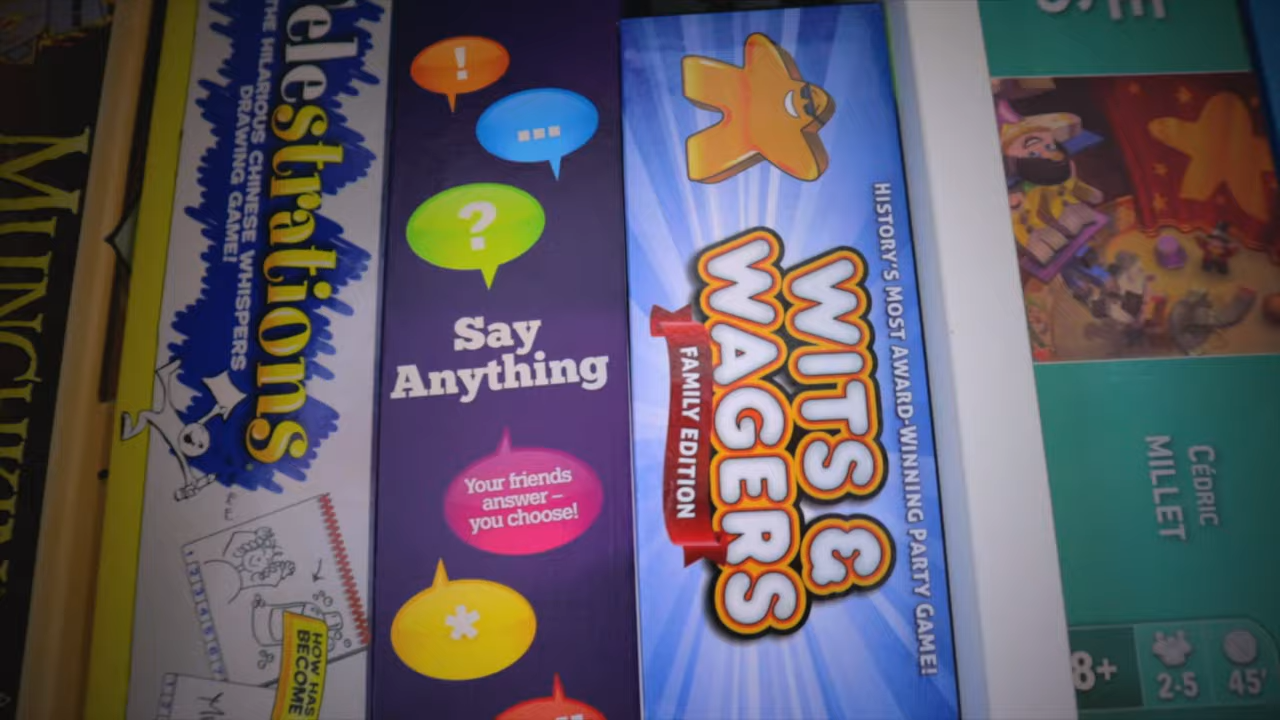 MUNCHKIN
Telestrations
THE HILARIOUS CHINESE WHISPERS
DRAWING GAME!
HOW HAS
BECOME
!
...
?
Say
Anything
Your friends
answer –
you choose!
*
HISTORY'S MOST AWARD-WINNING PARTY GAME!
WITS &
WAGERS
FAMILY EDITION
CÉDRIC
MILLET
8+
2-5
45'